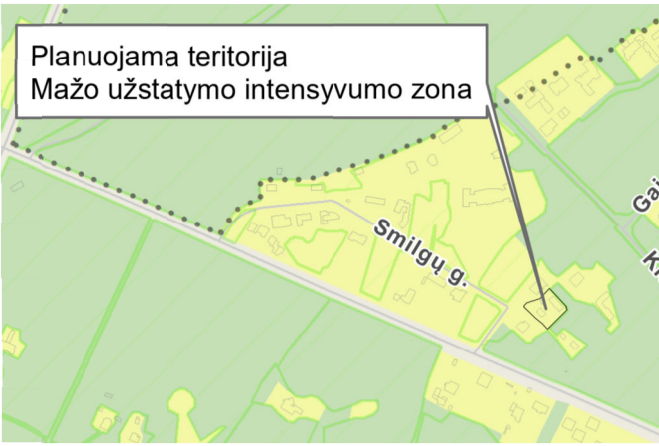 Planuojama teritorija
Mažo užstatymo intensyvumo zona
Smilgų g.